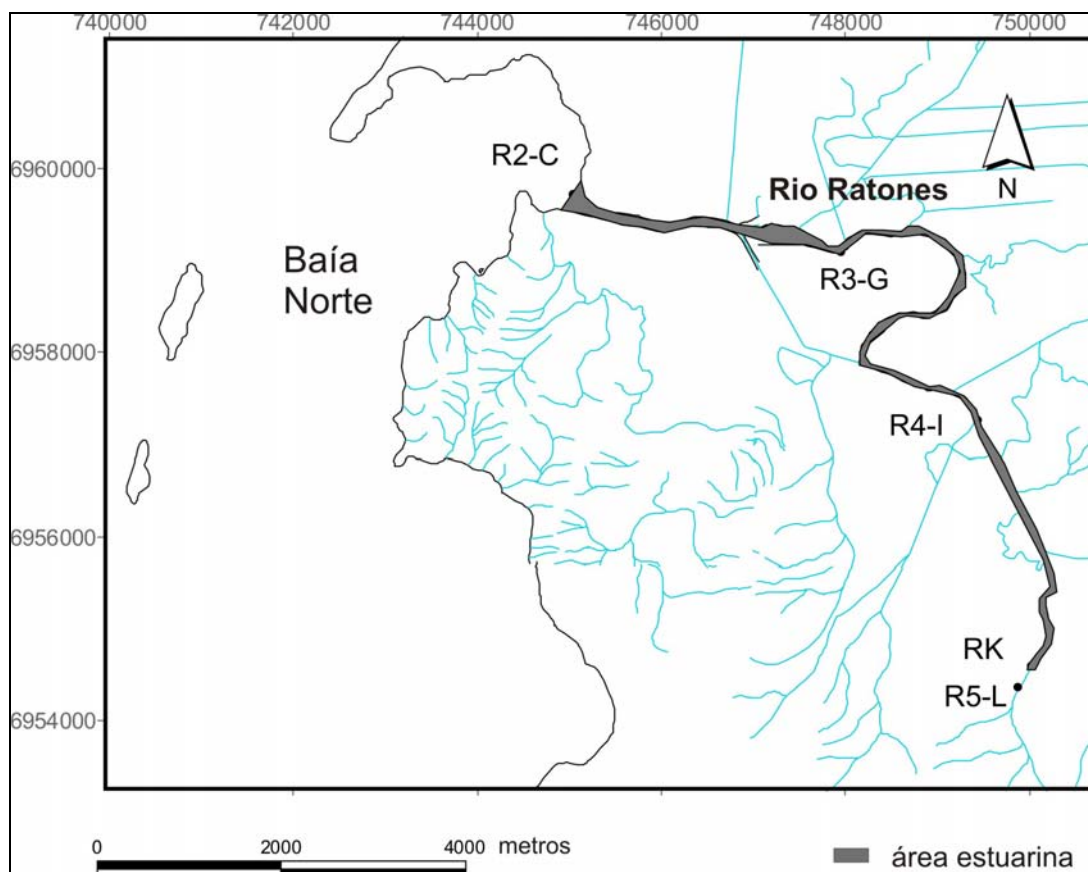 740000 742000 744000 746000 748000 750000
6960000
R2-C
N
Rio Ratones
Baía
Norte
R3-G
6958000
R4-I
6956000
RK
R5-L
6954000
0 2000 4000 metros
área estuarina